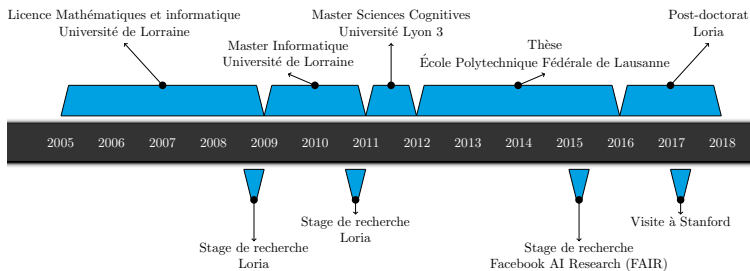 Licence Mathématiques et informatique
Université de Lorraine
Master Informatique
Université de Lorraine
Master Sciences Cognitives
Université Lyon 3
Thèse
École Polytechnique Fédérale de Lausanne
Post-doctorat
Loria
2005 2006 2007 2008 2009 2010 2011 2012 2013 2014 2015 2016 2017 2018
Stage de recherche
Loria
Stage de recherche
Loria
Stage de recherche
Facebook AI Research (FAIR)
Visite à Stanford